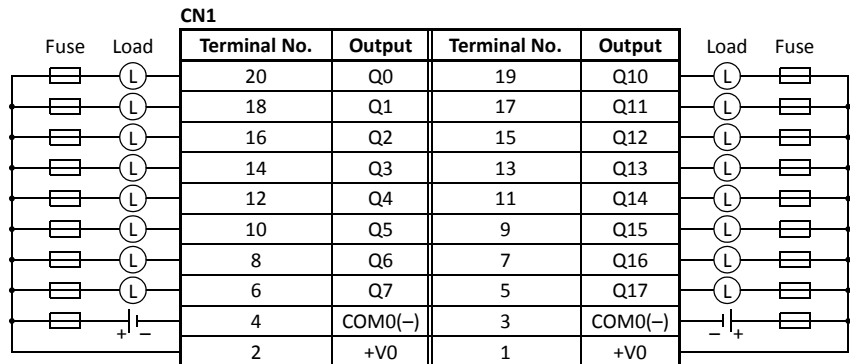 CN1
Fuse Load Terminal No. Output Terminal No. Output Load Fuse
L 20 Q0 19 Q10 L
L 18 Q1 17 Q11 L
L 16 Q2 15 Q12 L
L 14 Q3 13 Q13 L
L 12 Q4 11 Q14 L
L 10 Q5 9 Q15 L
L 8 Q6 7 Q16 L
L 6 Q7 5 Q17 L
+ – 4 COM0(–) 3 COM0(–) – +
2 +V0 1 +V0